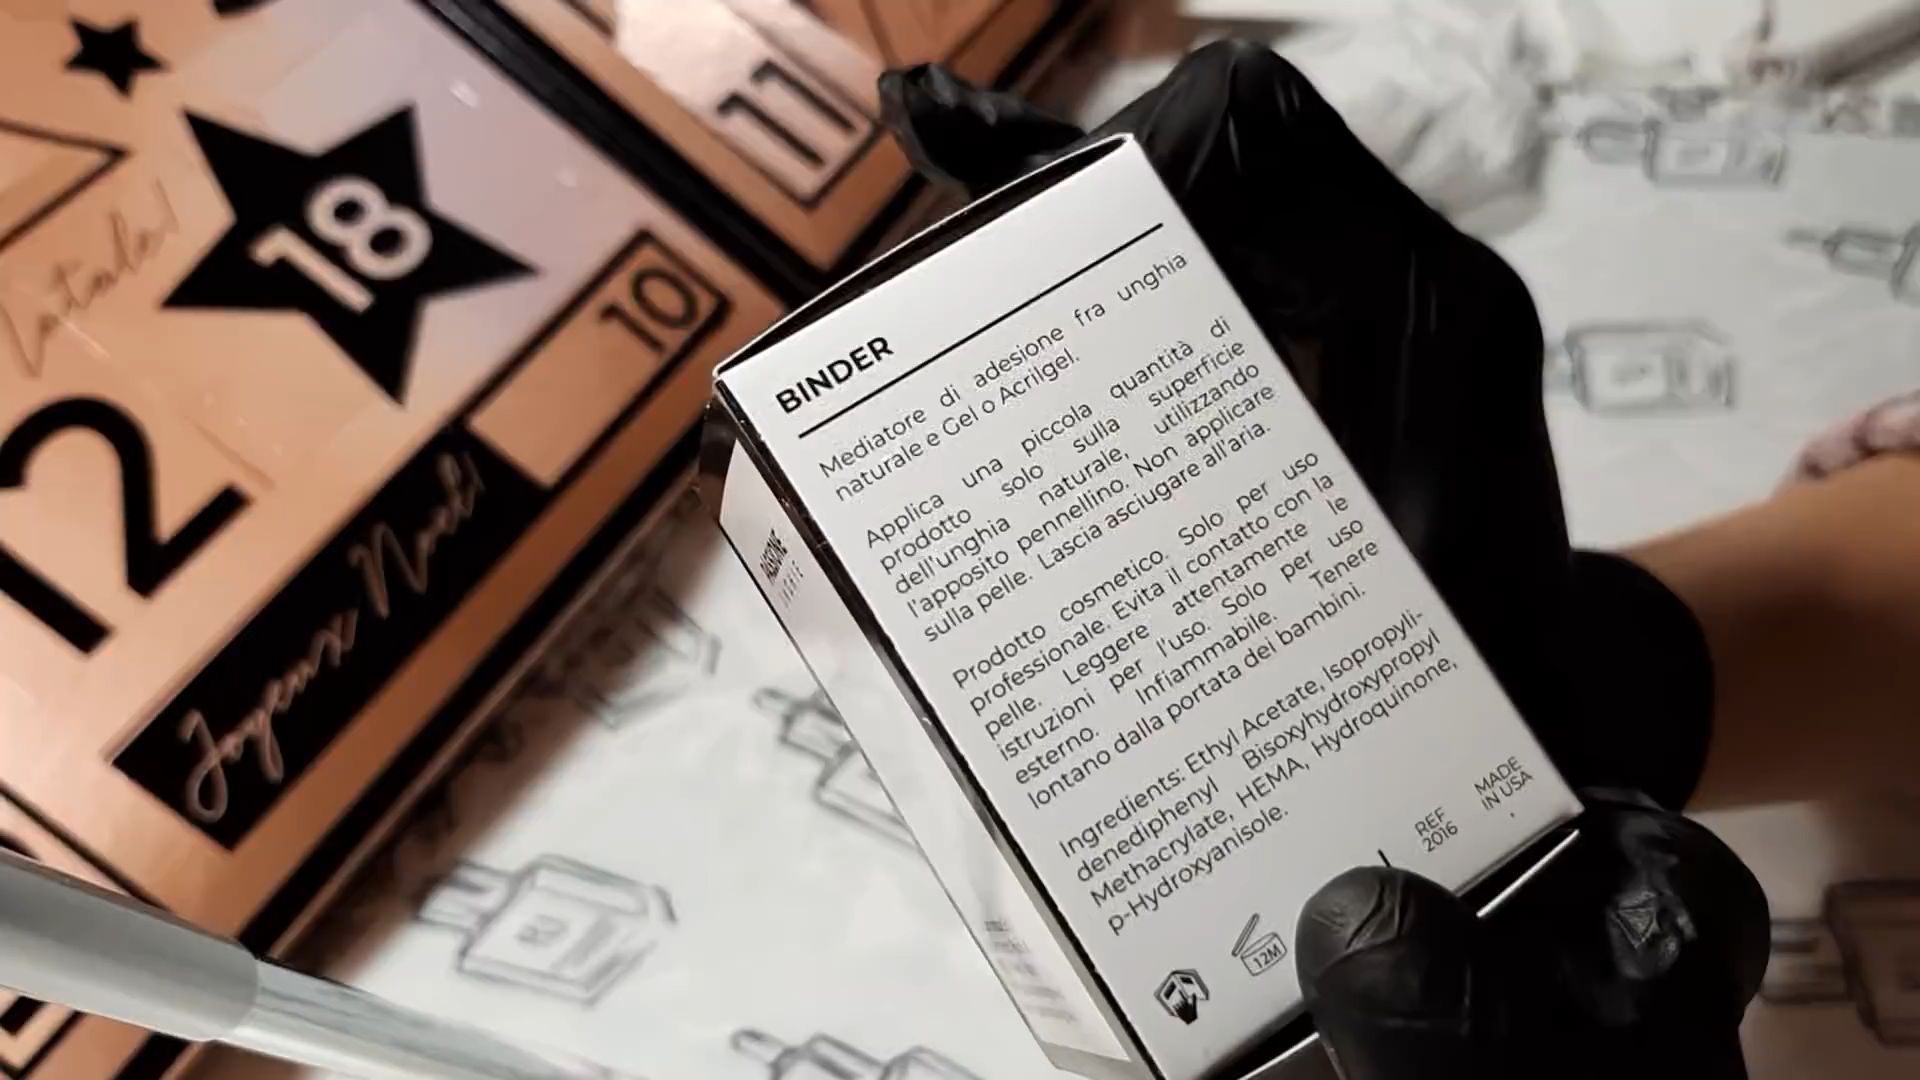 11
18
10
Natale!
12
Joyeux Noël!
BINDER
Mediatore di adesione fra unghia
naturale e Gel o Acrilgel.
Applica una piccola quantità di
prodotto solo sulla superficie
dell'unghia naturale, utilizzando
l'apposito pennellino. Non applicare
sulla pelle. Lascia asciugare all'aria.
Prodotto cosmetico. Solo per uso
professionale. Evita il contatto con la
pelle. Leggere attentamente le
istruzioni per l'uso. Solo per uso
esterno. Infiammabile. Tenere
lontano dalla portata dei bambini.
Ingredients: Ethyl Acetate, Isopropyli-
denediphenyl Bisoxyhydroxypropyl
Methacrylate, HEMA, Hydroquinone,
p-Hydroxyanisole.
12M
REF
2016
MADE
IN USA
PASSIONE
UNGHIE